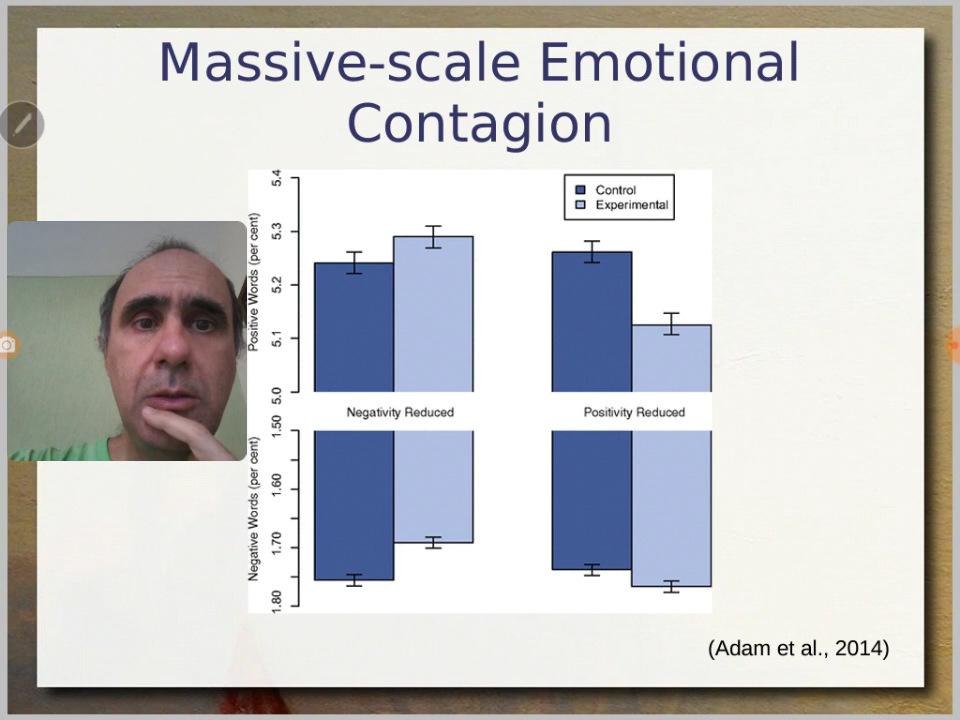 Massive-scale Emotional
Contagion
Control
Experimental
Positive Words (per cent)
5.4
5.3
5.2
5.1
5.0
Negativity Reduced
Positivity Reduced
Negative Words (per cent)
1.50
1.60
1.70
1.80
(Adam et al., 2014)